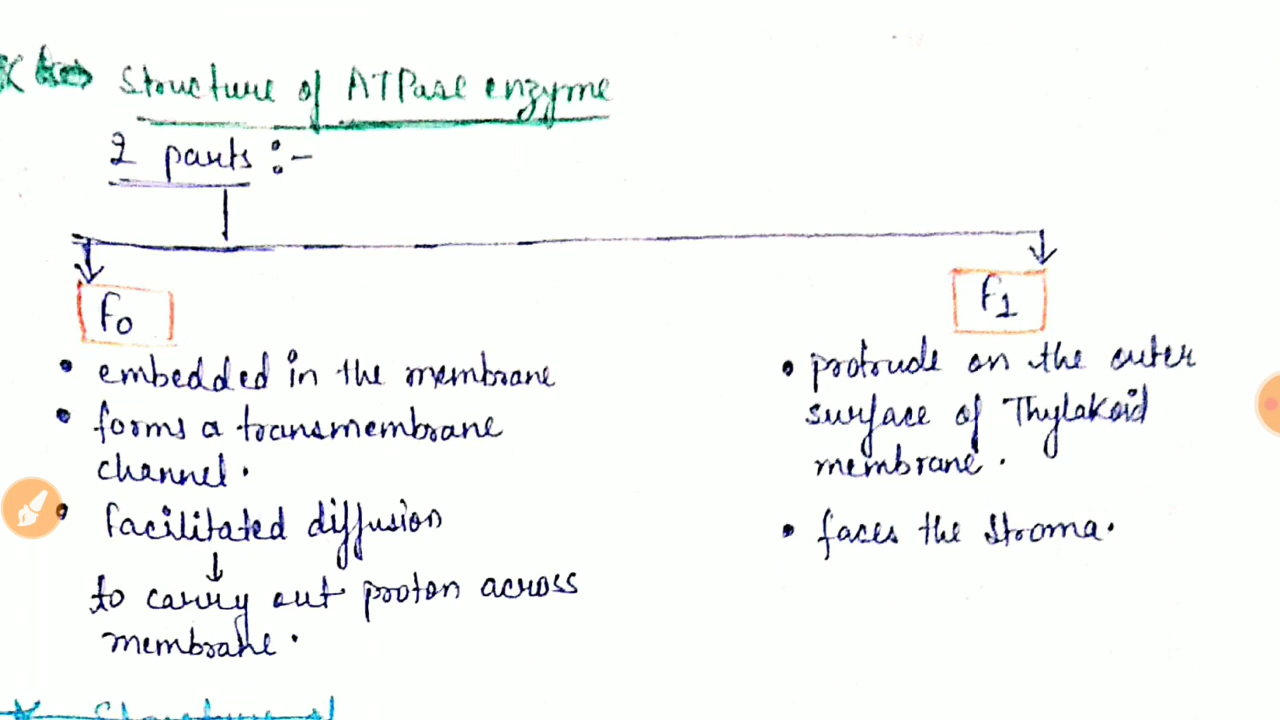 Structure of ATPase enzyme
2 parts :-
F0
F1
• embedded in the membrane
• forms a transmembrane
channel.
• facilitated diffusion
↓
to carry out proton across
membrane.
• protrude on the outer
surface of Thylakoid
membrane.
• faces the stroma.